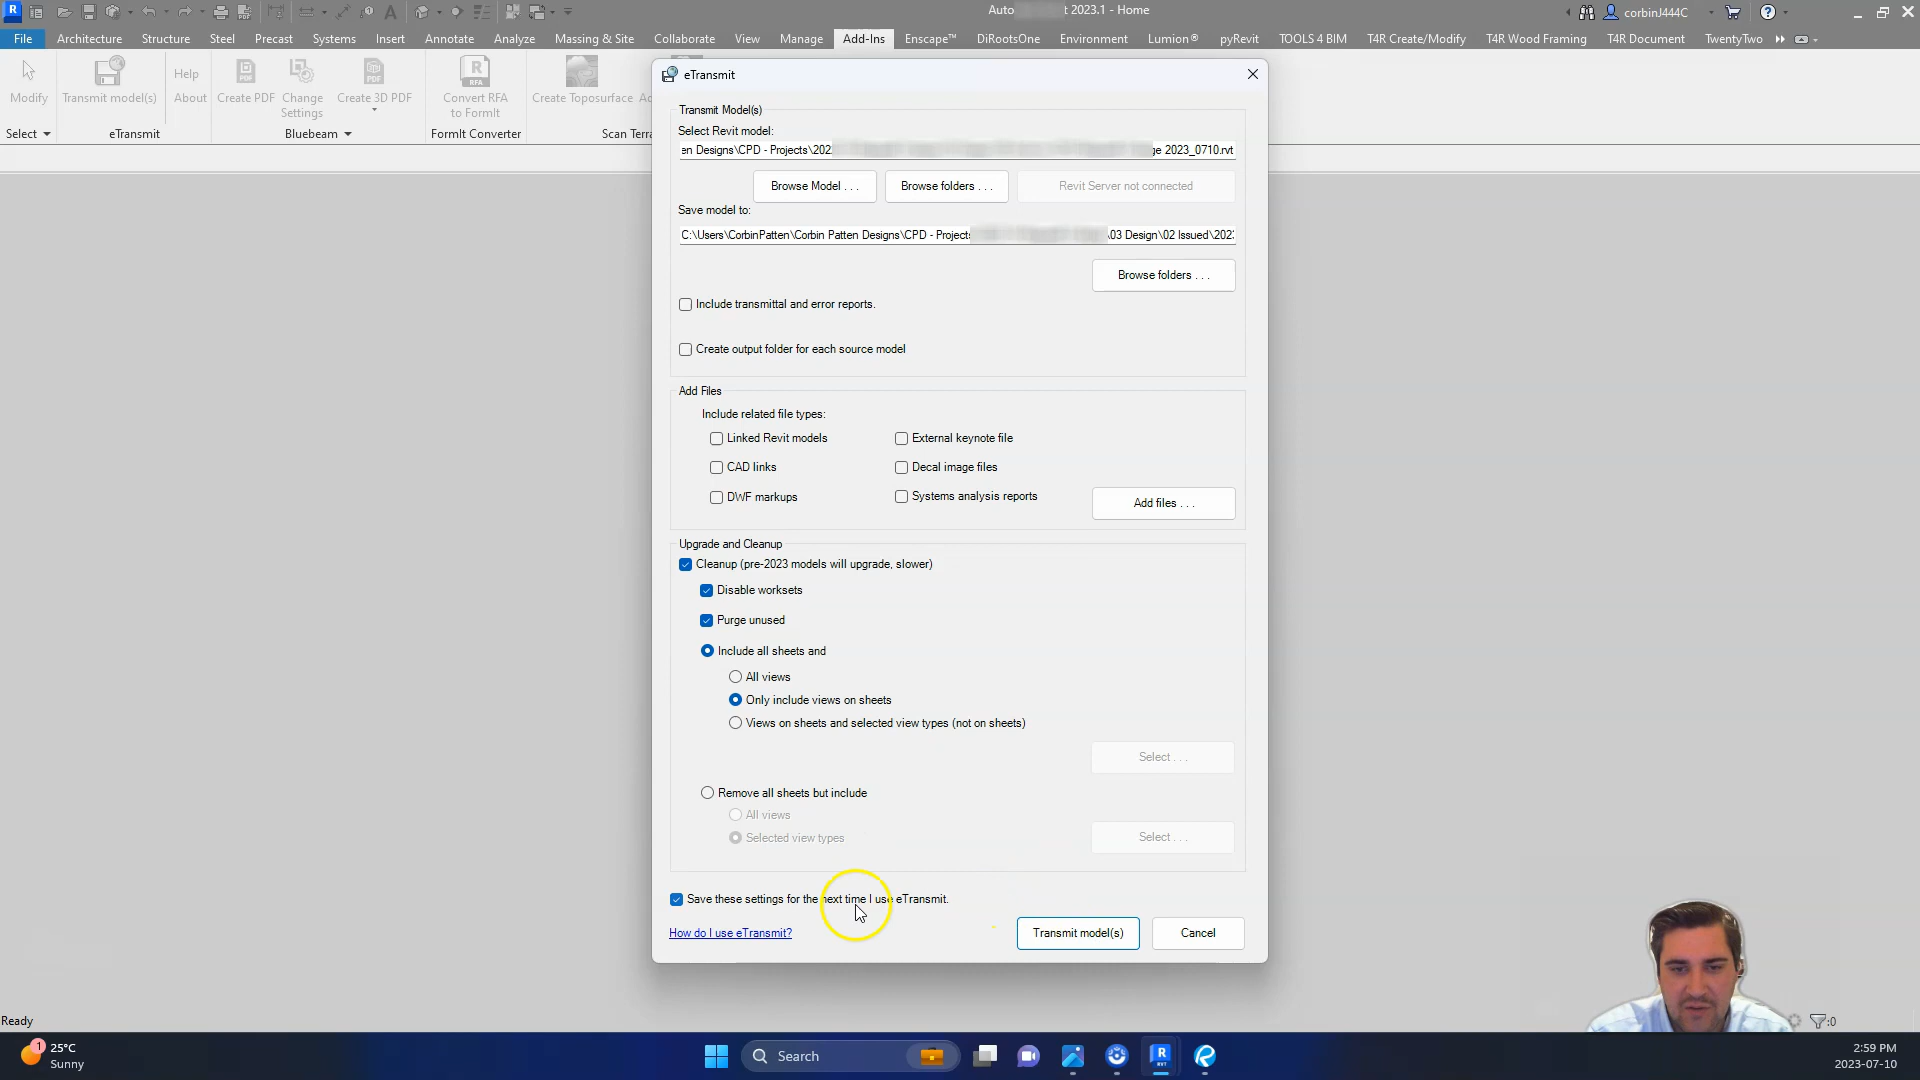 Auto
t 2023.1 - Home
corbinJ444C
File
Architecture
Structure
Steel
Precast
Systems
Insert
Annotate
Analyze
Massing & Site
Collaborate
View
Manage
Add-Ins
Enscape™
DiRootsOne
Environment
Lumion®
pyRevit
TOOLS 4 BIM
T4R Create/Modify
T4R Wood Framing
T4R Document
TwentyTwo
Modify
Transmit model(s)
Help
About
Create PDF
Change
Settings
Create 3D PDF
Convert RFA
to FormIt
Create Toposurface
Select
eTransmit
Bluebeam
FormIt Converter
Scan Terra
eTransmit
Transmit Model(s)
Select Revit model:
en Designs\CPD - Projects\202
ge 2023_0710.rvt
Browse Model . . .
Browse folders . . .
Revit Server not connected
Save model to:
C:\Users\CorbinPatten\Corbin Patten Designs\CPD - Projects
\03 Design\02 Issued\202
Browse folders . . .
Include transmittal and error reports.
Create output folder for each source model
Add Files
Include related file types:
Linked Revit models
External keynote file
CAD links
Decal image files
DWF markups
Systems analysis reports
Add files . . .
Upgrade and Cleanup
Cleanup (pre-2023 models will upgrade, slower)
Disable worksets
Purge unused
Include all sheets and
All views
Only include views on sheets
Views on sheets and selected view types (not on sheets)
Select . . .
Remove all sheets but include
All views
Selected view types
Select . . .
Save these settings for the next time I use eTransmit.
How do I use eTransmit?
Transmit model(s)
Cancel
Ready
:0
1
25°C
Sunny
Search
2:59 PM
2023-07-10